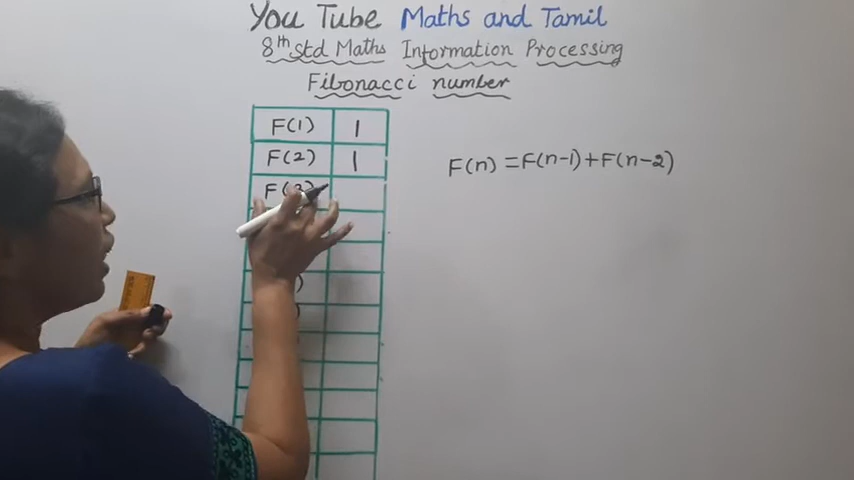 You Tube Maths and Tamil
8th std Maths Information Processing
Fibonacci number
F(1) 1
F(2) 1
F(n) = F(n-1) + F(n-2)
F(3)